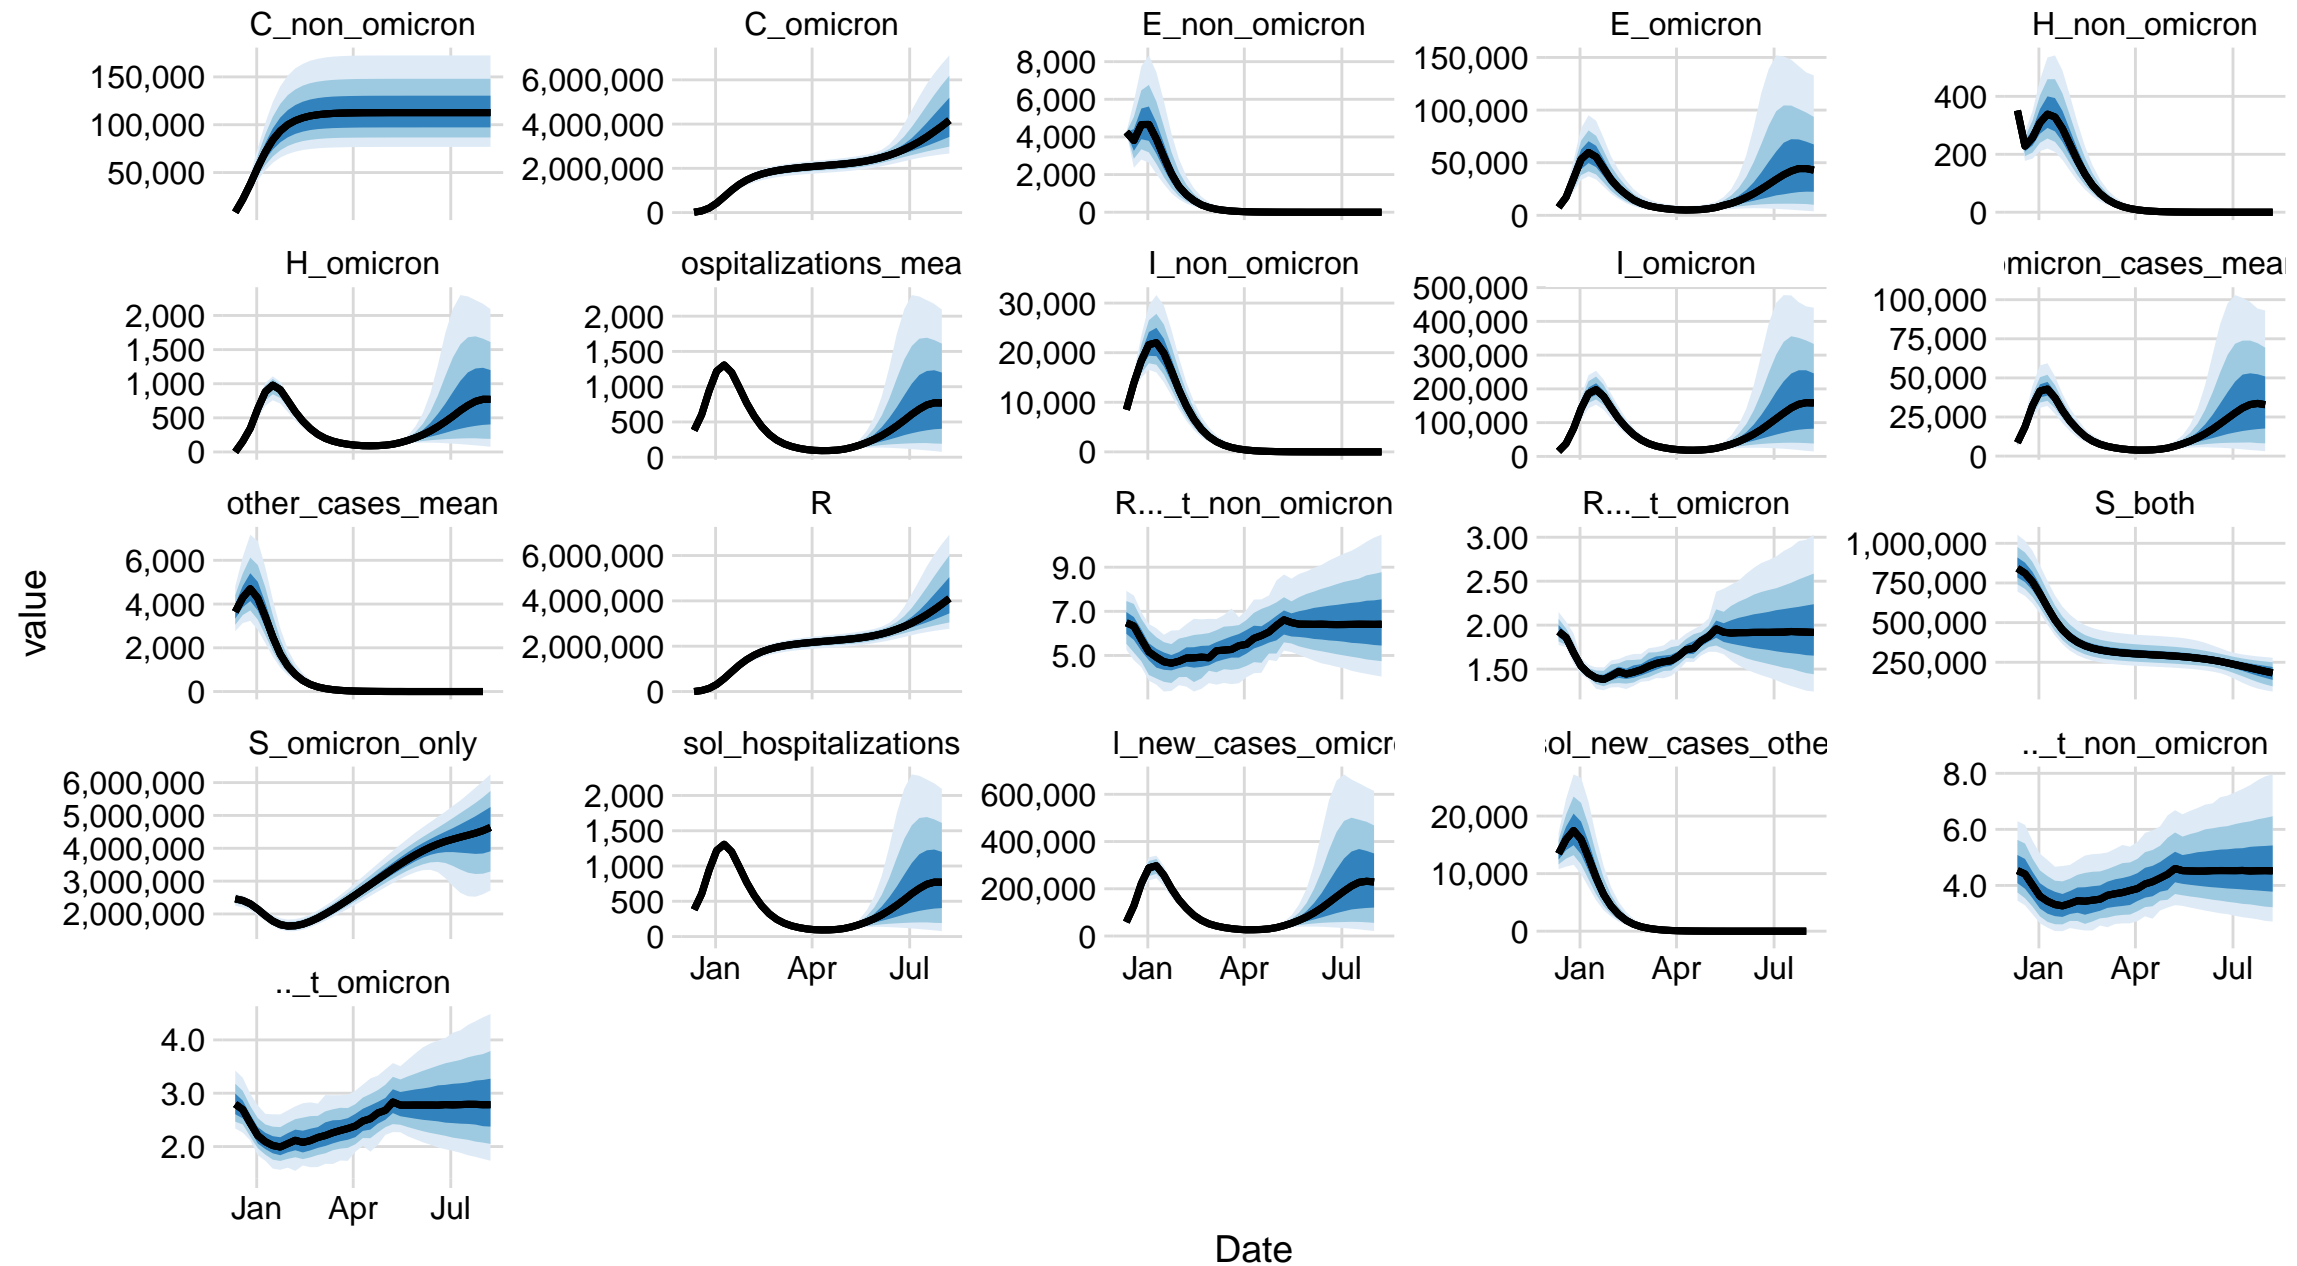 C_non_omicron C_omicron E_non_omicron E_omicron H_non_omicron
150,000 100,000 50,000
6,000,000 4,000,000 2,000,000 0
8,000 6,000 4,000 2,000 0
150,000 100,000 50,000 0
400 200 0
H_omicron ospitalizations_mea I_non_omicron I_omicron omicron_cases_mea
2,000 1,500 1,000 500 0
2,000 1,500 1,000 500 0
30,000 20,000 10,000 0
500,000 400,000 300,000 200,000 100,000 0
100,000 75,000 50,000 25,000 0
other_cases_mean R R..._t_non_omicron R..._t_omicron S_both
6,000 4,000 2,000 0
6,000,000 4,000,000 2,000,000 0
9.0 7.0 5.0
3.00 2.50 2.00 1.50
1,000,000 750,000 500,000 250,000
S_omicron_only sol_hospitalizations l_new_cases_omicr sol_new_cases_othe .._t_non_omicron
6,000,000 5,000,000 4,000,000 3,000,000 2,000,000
2,000 1,500 1,000 500 0
600,000 400,000 200,000 0
20,000 10,000 0
8.0 6.0 4.0
Jan Apr Jul Jan Apr Jul Jan Apr Jul Jan Apr Jul
.._t_omicron
4.0 3.0 2.0
Jan Apr Jul
value
Date